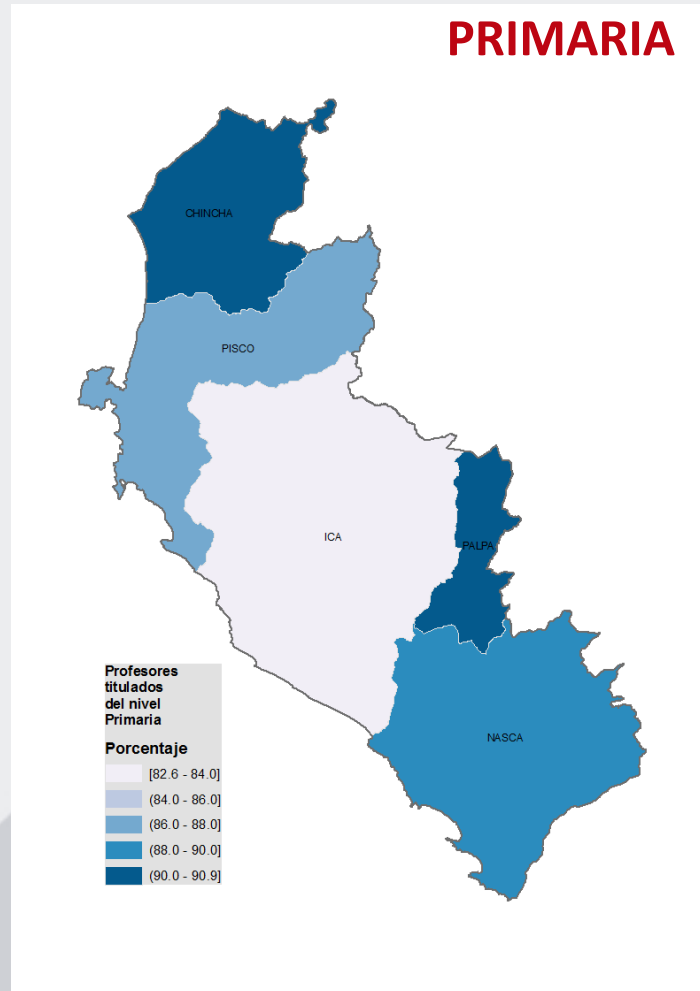 PRIMARIA
CHINCHA
PISCO
ICA
PALPA
NASCA
Profesores
titulados
del nivel
Primaria
Porcentaje
[82.6 - 84.0]
(84.0 - 86.0]
(86.0 - 88.0]
(88.0 - 90.0]
(90.0 - 90.9]